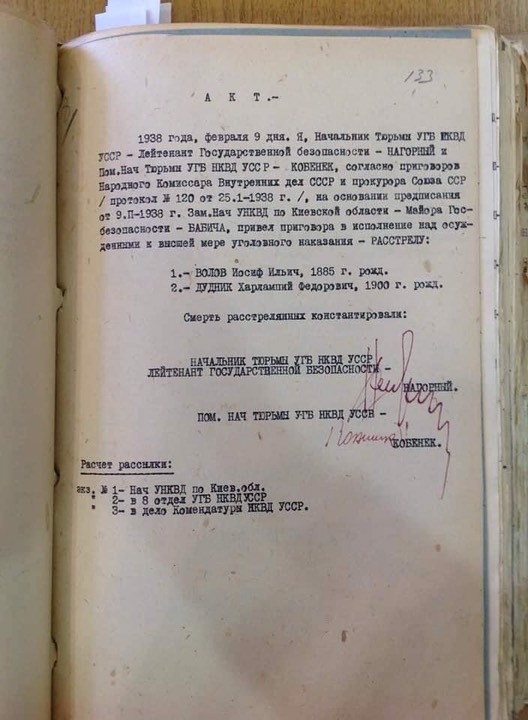 133
А К Т.-
1938 года, февраля 9 дня. Я, Начальник Тюрьмы УГБ НКВД
УССР - Лейтенант Государственной безопасности - НАГОРНЫЙ и
Пом.Нач Тюрьмы УГБ НКВД УССР - КОБЕНЕК, согласно приговоров
Народного Комиссара Внутренних дел СССР и прокурора Союза ССР
/ протокол № 120 от 25.1-1938 г. /, на основании предписания
от 9.П-1938 г. Зам.Нач УНКВД по Киевской области - Майора Гос-
безопасности - БАБИЧА, привел приговора в исполнение над осуж-
денными к высшей мере уголовного наказания - РАССТРЕЛУ:
1.- ВОЛОВ Иосиф Ильич, 1885 г. рожд.
2.- ДУДНИК Харлампий Федорович, 1900 г. рожд.
Смерть расстрелянных константировали:
НАЧАЛЬНИК ТЮРЬМЫ УГБ НКВД УССР
ЛЕЙТЕНАНТ ГОСУДАРСТВЕННОЙ БЕЗОПАСНОСТИ -
НАГОРНЫЙ.
ПОМ. НАЧ ТЮРЬМЫ УГБ НКВД УССР -
КОБЕНЕК.
Расчет рассылки:
экз. № 1- Нач УНКВД по Киев.обл.
" 2- в 8 отдел УГБ НКВД УССР
" 3- в дело Комендатуры НКВД УССР.